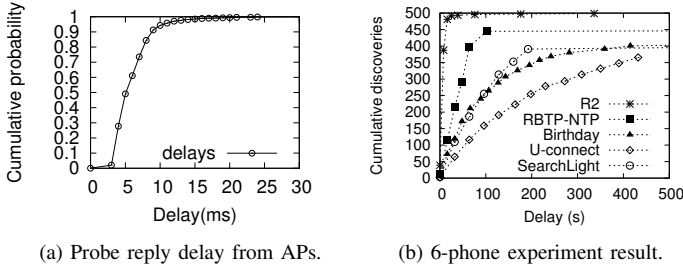 Cumulative probability
1
0.9
0.8
0.7
0.6
0.5
0.4
0.3
0.2
0.1
0
delays
0 5 10 15 20 25 30
Delay(ms)
(a) Probe reply delay from APs.
Cumulative discoveries
500
450
400
350
300
250
200
150
100
50
0
R2
RBTP-NTP
Birthday
U-connect
SearchLight
0 100 200 300 400 500
Delay (s)
(b) 6-phone experiment result.